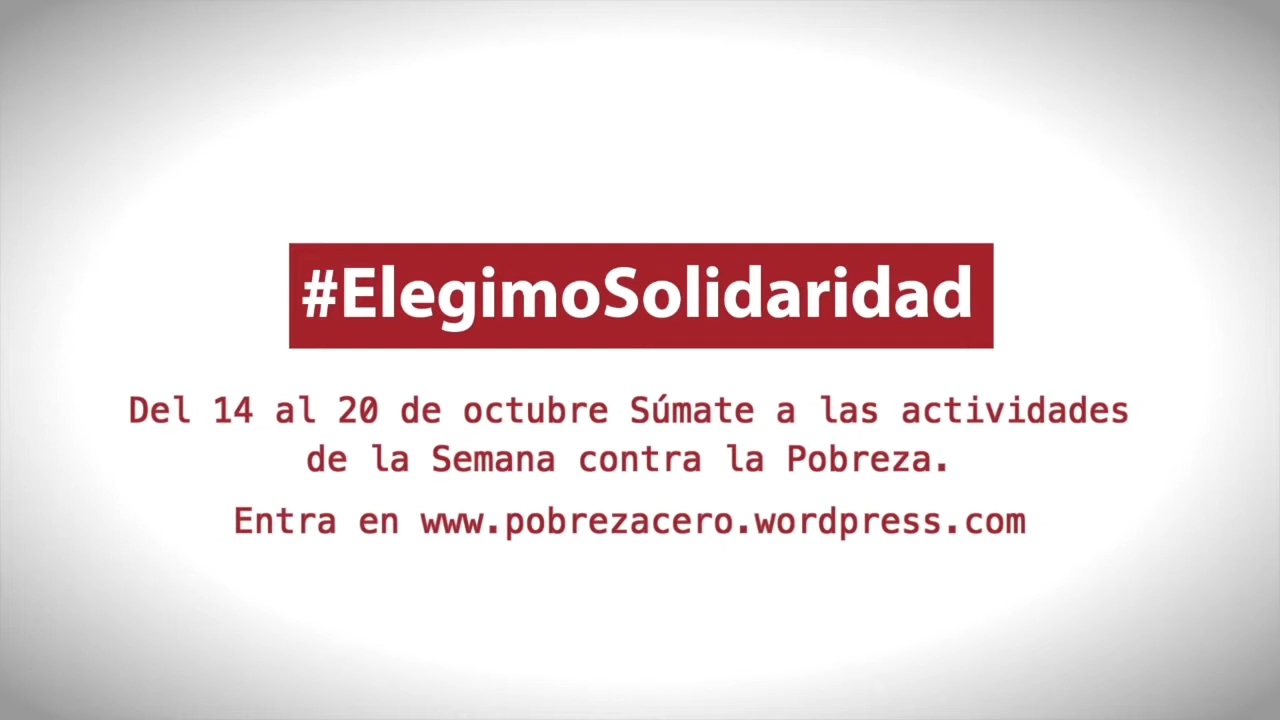 #ElegimoSolidaridad
Del 14 al 20 de octubre Súmate a las actividades
de la Semana contra la Pobreza.
Entra en www.pobrezacero.wordpress.com